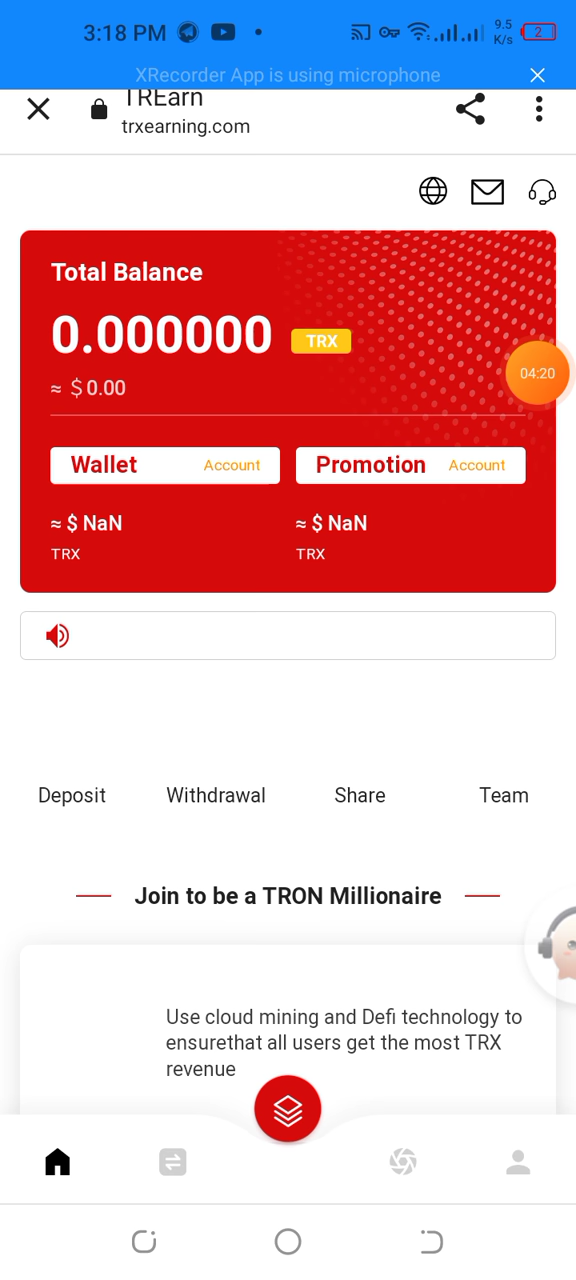 3:18 PM
9.5
K/s
2
XRecorder App is using microphone
TREarn
trxearning.com
Total Balance
0.000000 TRX
≈ $0.00
04:20
Wallet Account Promotion Account
≈ $ NaN ≈ $ NaN
TRX TRX
Deposit Withdrawal Share Team
Join to be a TRON Millionaire
Use cloud mining and Defi technology to
ensurethat all users get the most TRX
revenue